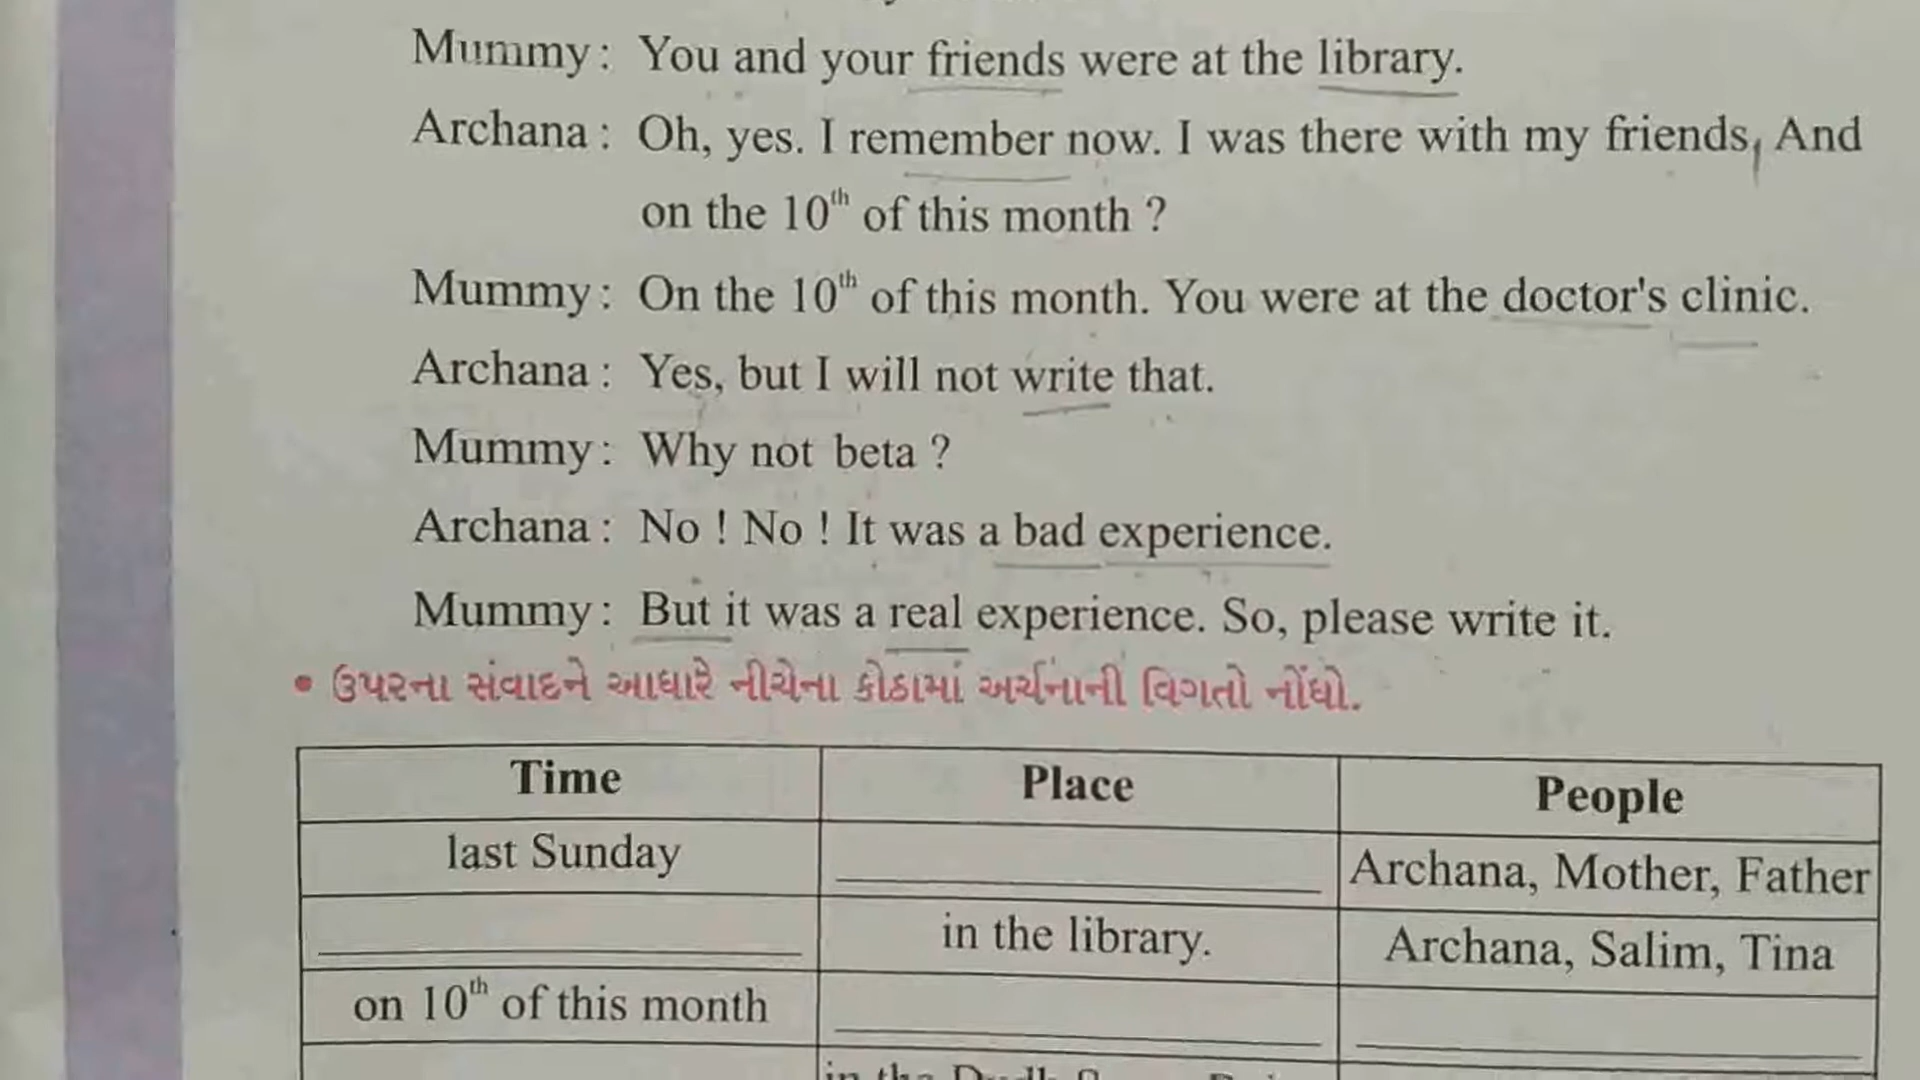 Mummy : You and your friends were at the library.
Archana : Oh, yes. I remember now. I was there with my friends, And
on the 10th of this month ?
Mummy : On the 10th of this month. You were at the doctor's clinic.
Archana : Yes, but I will not write that.
Mummy : Why not beta ?
Archana : No ! No ! It was a bad experience.
Mummy : But it was a real experience. So, please write it.
• ઉપરના સંવાદને આધારે નીચેના કોઠામાં અર્ચનાની વિગતો નોંધો.
Time Place People
last Sunday Archana, Mother, Father
in the library. Archana, Salim, Tina
on 10th of this month
in the